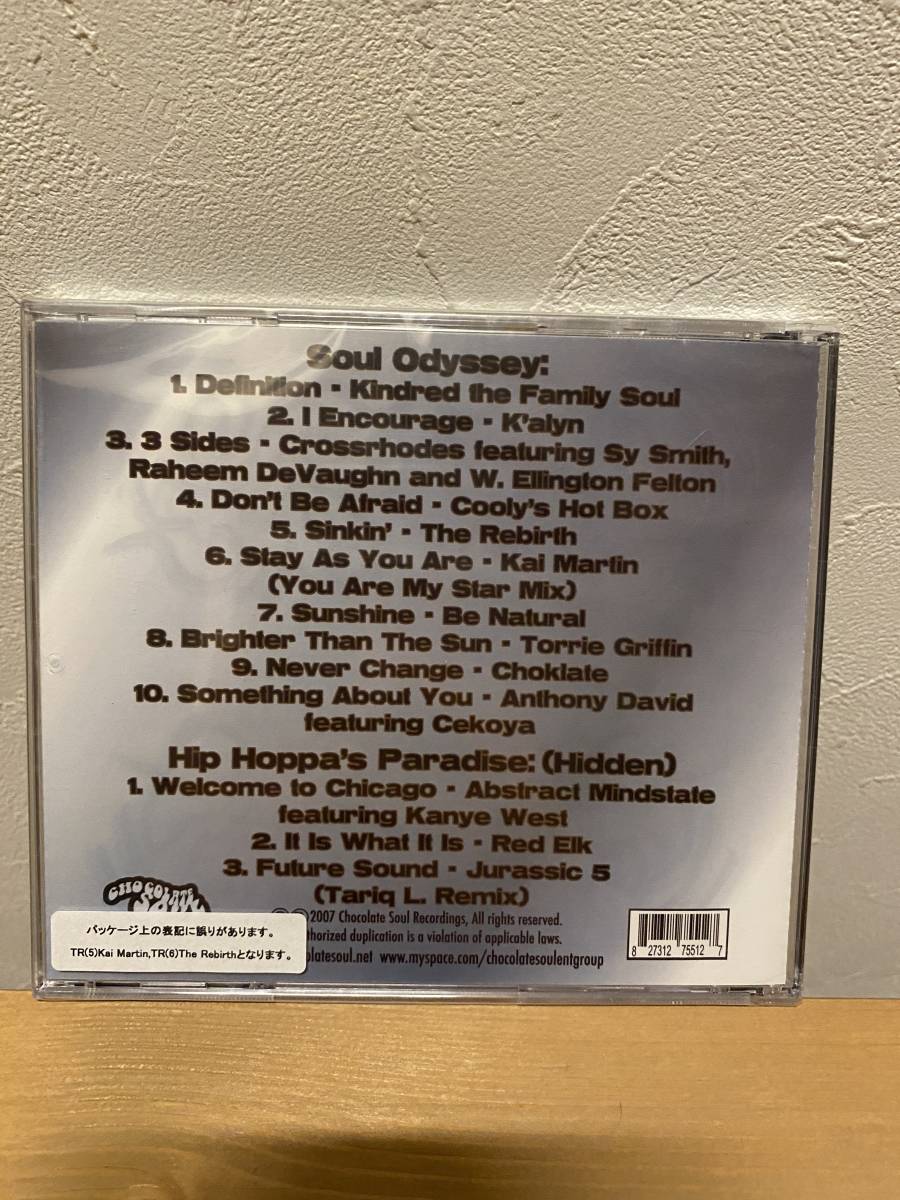 Soul Odyssey:
1. Definition - Kindred the Family Soul
2. I Encourage - K'alyn
3. 3 Sides - Crossrhodes featuring Sy Smith,
Raheem DeVaughn and W. Ellington Felton
4. Don't Be Afraid - Cooly's Hot Box
5. Sinkin' - The Rebirth
6. Stay As You Are - Kai Martin
(You Are My Star Mix)
7. Sunshine - Be Natural
8. Brighter Than The Sun - Torrie Griffin
9. Never Change - Choklate
10. Something About You - Anthony David
featuring Cekoya
Hip Hoppa's Paradise: (Hidden)
1. Welcome to Chicago - Abstract Mindstate
featuring Kanye West
2. It Is What It Is - Red Elk
3. Future Sound - Jurassic 5
(Tariq L. Remix)
CHOCOLATE
2007 Chocolate Soul Recordings, All rights reserved.
duplication is a violation of applicable laws.
www.myspace.com/chocolatesoulentgroup
パッケージ上の表記に誤りがあります。
TR(5)Kai Martin,TR(6)The Rebirthとなります。
8 27312 75512 7